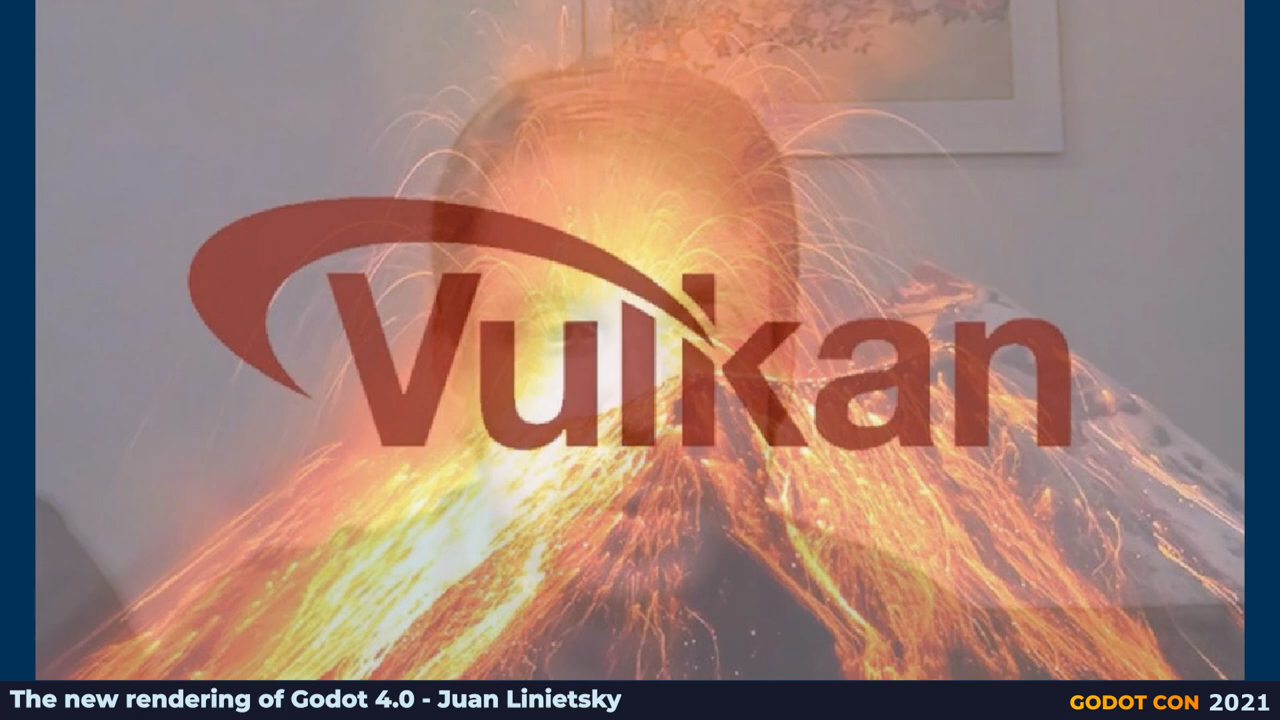 Vulkan
The new rendering of Godot 4.0 - Juan Linietsky
GODOT CON 2021